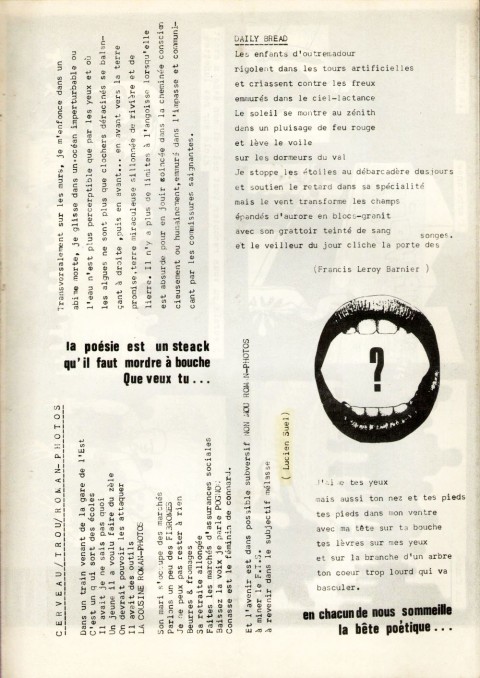 Transversalement sur les murs, je m'enfonce dans un
abîme morte, je glisse dans un océan imperturbable ou
l'eau n'est plus perceptible que par les yeux et où
les algues ne sont plus que clochers déracinés se balan-
çant à droite ,puis en avant... en avant vers la terre
promise,terre miraculeuse sillonnée de rivière et de
lierre. Il n'y a plus de limites à l'angoisse lorsqu'elle
est absurde pour en jouir coincée dans la cheminée conscien
cieusement ou humainement,emmuré dans l'impasse et communi-
cant par les connaissures saignantes.
DAILY BREAD
Les enfants d'outremadour
rigolent dans les tours artificielles
et criassent contre les freux
emmurés dans le ciel-lactance
Le soleil se montre au zénith
dans un pluisage de feu rouge
et lève le voile
sur les dormeurs du val
Je stoppe les étoiles au débarcadère desjours
et soutien le retard dans sa spécialité
mais le vent transforme les champs
épandés d'aurore en blocs-granit
avec son grattoir teinté de sang
et le veilleur du jour cliche la porte des songes.
(Francis Leroy Barnier )
la poésie est un steack
qu'il faut mordre à bouche
Que veux tu...
?
CERVEAU/TROU/ROMAN-PHOTOS
Dans un train venant de la gare de l'Est
C'est un q ui sort des écoles
Il avait je ne sais pas quoi
Un jeune il a voulu faire du zèle
On devrait pouvoir les attaquer
Il avait des outils
LA COUSINE ROMAN-PHOTOS
Son mari s'oc upe des marchés
Parlons un peu des FIBROMES
Je ne peux pas rester à rien
Beurres & fromages
Sa retraite allongée
Faites les marchés d'assurances sociales
Baissez la voix je parle POGNON
Conasse est le féminin de connard.
Et l'avenir est dans possible subversif NON MOU ROMAN-PHOTOS
à miner le
à revenir dans le subjectif mélasse
( Lucien Suel)
J'aime tes yeux
mais aussi ton nez et tes pieds
tes pieds dans mon ventre
avec ma tête sur ta bouche
tes lèvres sur mes yeux
et sur la branche d'un arbre
ton coeur trop lourd qui va
basculer.
en chacun de nous sommeille
la bête poétique...